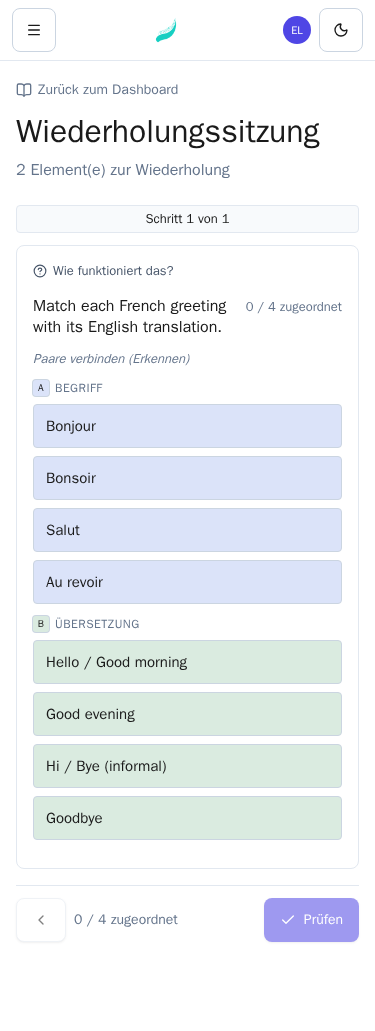 EL
Zurück zum Dashboard
Wiederholungssitzung
2 Element(e) zur Wiederholung
Schritt 1 von 1
Wie funktioniert das?
Match each French greeting
with its English translation.
0 / 4 zugeordnet
Paare verbinden (Erkennen)
A BEGRIFF
Bonjour
Bonsoir
Salut
Au revoir
B ÜBERSETZUNG
Hello / Good morning
Good evening
Hi / Bye (informal)
Goodbye
0 / 4 zugeordnet
Prüfen